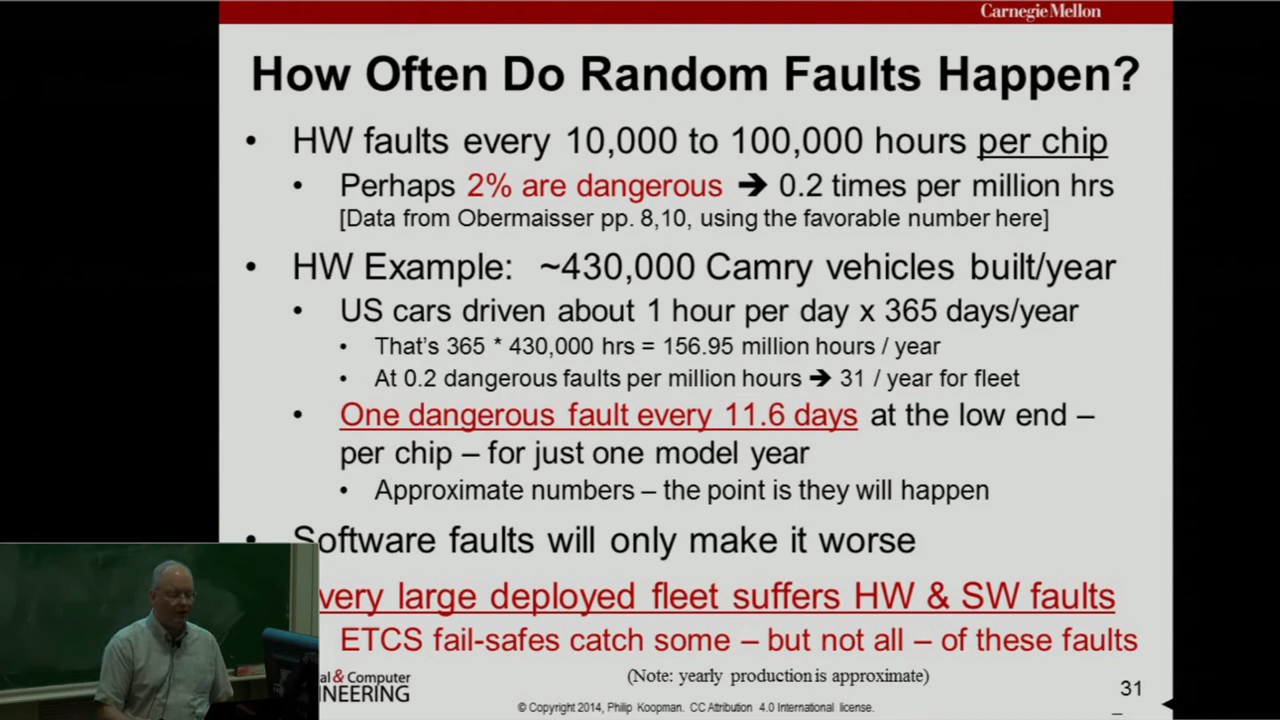 Carnegie Mellon
How Often Do Random Faults Happen?
• HW faults every 10,000 to 100,000 hours per chip
• Perhaps 2% are dangerous ➔ 0.2 times per million hrs
[Data from Obermaisser pp. 8,10, using the favorable number here]
• HW Example: ~430,000 Camry vehicles built/year
• US cars driven about 1 hour per day x 365 days/year
• That's 365 * 430,000 hrs = 156.95 million hours / year
• At 0.2 dangerous faults per million hours ➔ 31 / year for fleet
• One dangerous fault every 11.6 days at the low end –
per chip – for just one model year
• Approximate numbers – the point is they will happen
• Software faults will only make it worse
very large deployed fleet suffers HW & SW faults
ETCS fail-safes catch some – but not all – of these faults
al & Computer
INEERING
(Note: yearly production is approximate)
31
© Copyright 2014, Philip Koopman. CC Attribution 4.0 International license.